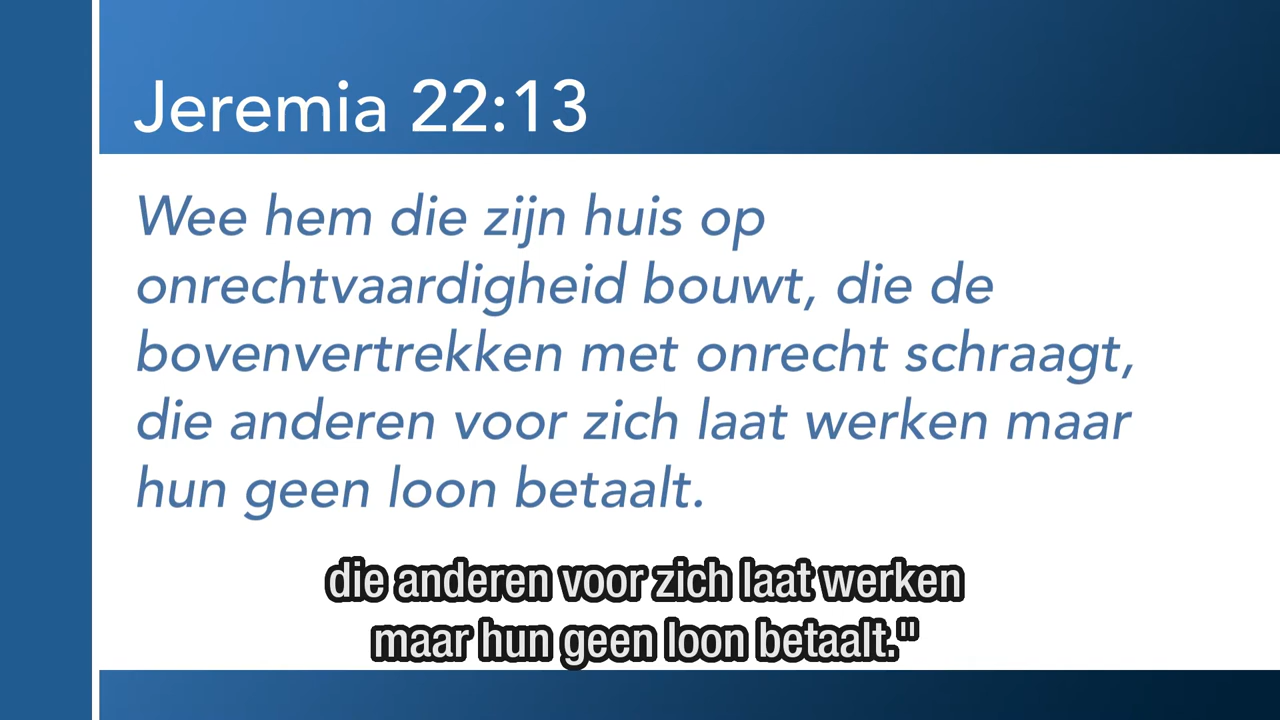 Jeremia 22:13
Wee hem die zijn huis op
onrechtvaardigheid bouwt, die de
bovenvertrekken met onrecht schraagt,
die anderen voor zich laat werken maar
hun geen loon betaalt.
die anderen voor zich laat werken
maar hun geen loon betaalt."